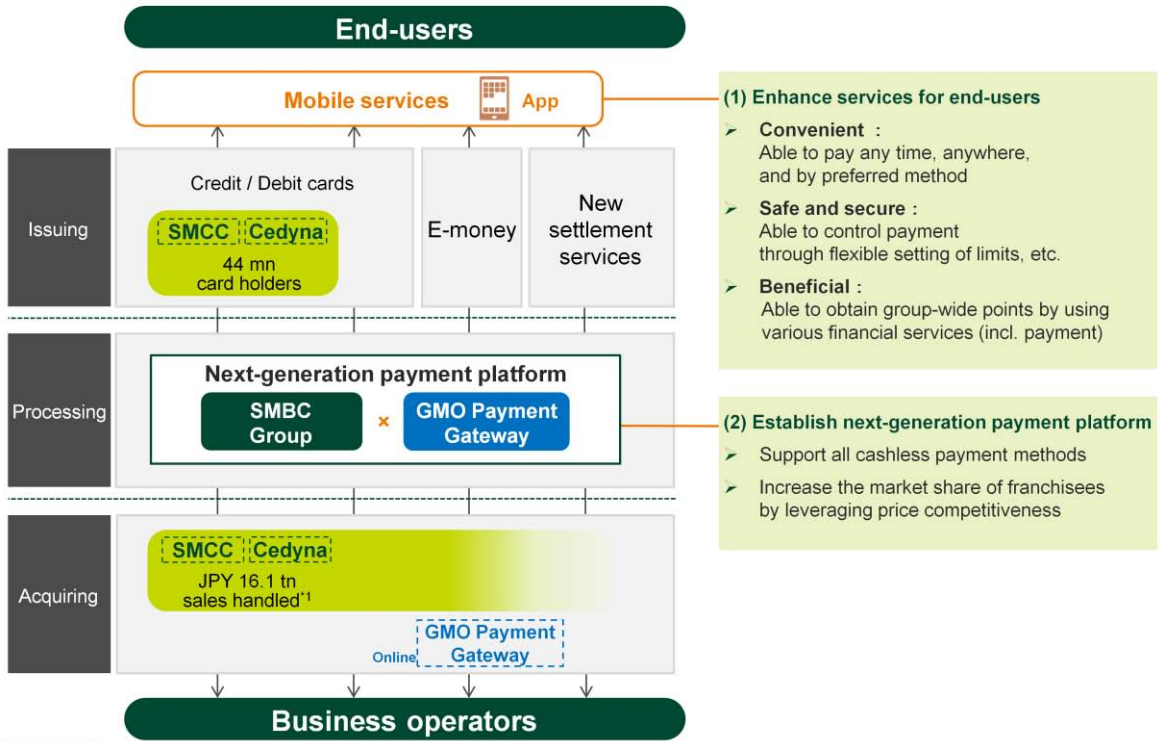 End-users
Mobile services
App
Issuing
Credit / Debit cards
SMCC Cedyna
44 mn
card holders
E-money
New
settlement
services
Processing
Next-generation payment platform
SMBC
Group
×
GMO Payment
Gateway
Acquiring
SMCC Cedyna
JPY 16.1 tn
sales handled*1
Online
GMO Payment
Gateway
Business operators
(1) Enhance services for end-users
➢ Convenient :
Able to pay any time, anywhere,
and by preferred method
➢ Safe and secure :
Able to control payment
through flexible setting of limits, etc.
➢ Beneficial :
Able to obtain group-wide points by using
various financial services (incl. payment)
(2) Establish next-generation payment platform
➢ Support all cashless payment methods
➢ Increase the market share of franchisees
by leveraging price competitiveness